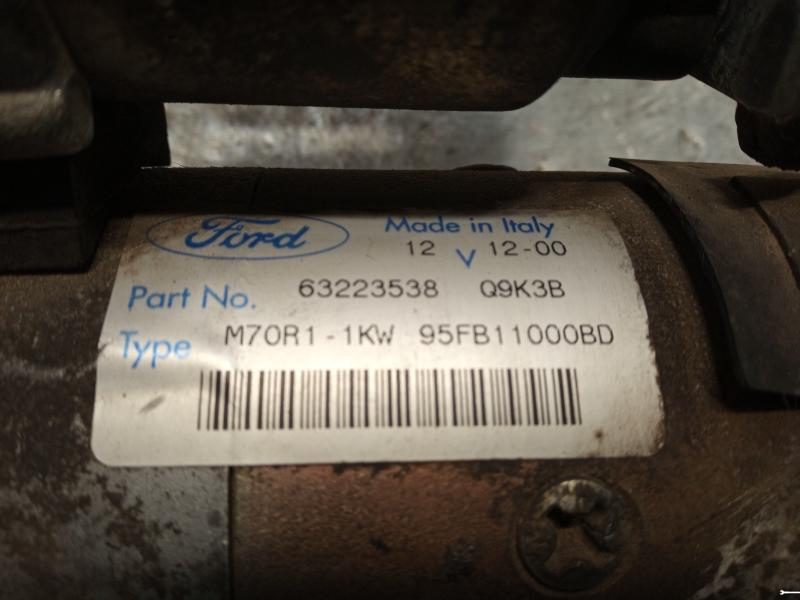 Ford Made in Italy
12 V 12-00
Part No. 63223538 Q9K3B
Type M70R1-1KW 95FB11000BD